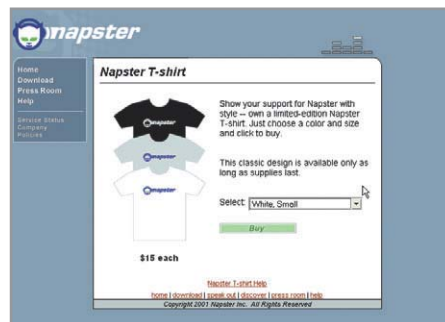 napster
Home
Download
Press Room
Help
Service Status
Company
Policies
Napster T-shirt
napster
napster
napster
Show your support for Napster with
style -- own a limited-edition Napster
T-shirt. Just choose a color and size
and click to buy.
This classic design is available only as
long as supplies last.
Select: White, Small
Buy
$15 each
Napster T-shirt Help
home | download | speak out | discover | press room | help
Copyright 2001 Napster Inc. All Rights Reserved